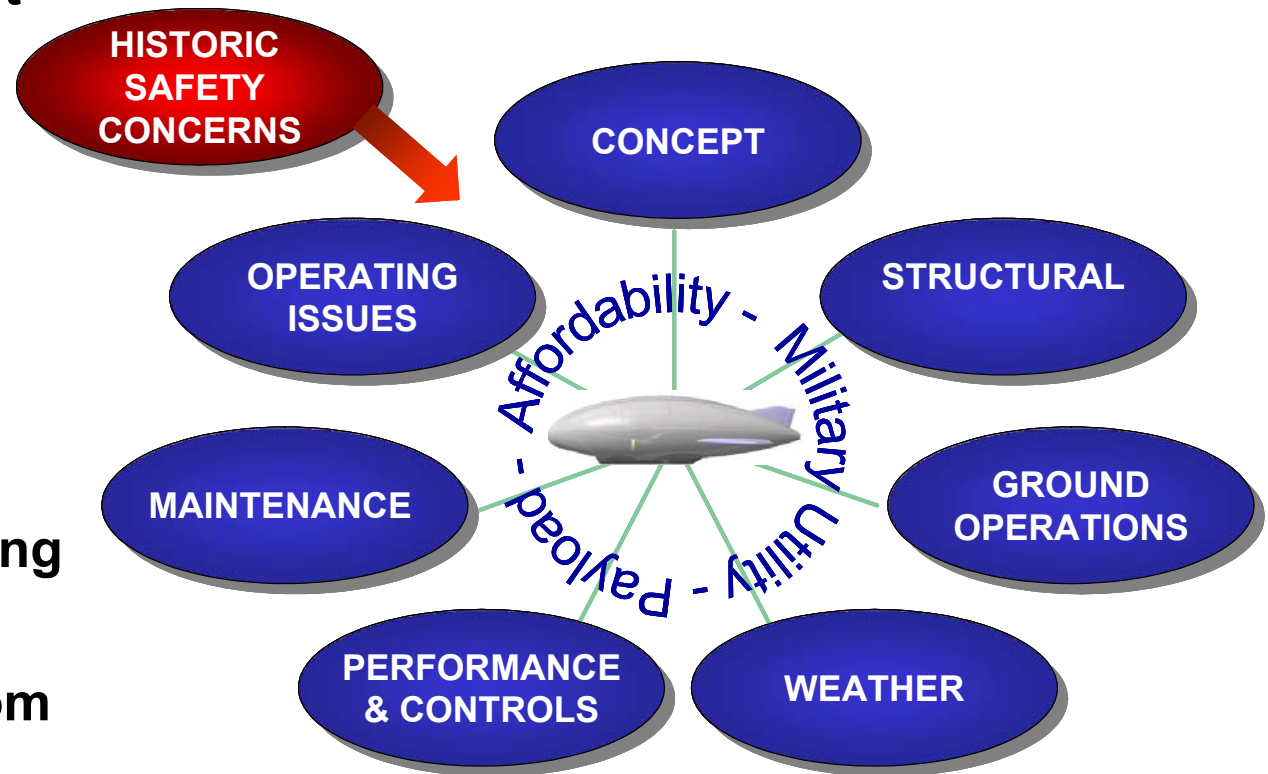 t
HISTORIC
SAFETY
CONCERNS
CONCEPT
OPERATING
ISSUES
STRUCTURAL
Affordability - Military Utility - Payload -
MAINTENANCE
GROUND
OPERATIONS
ng
PERFORMANCE
& CONTROLS
WEATHER
om